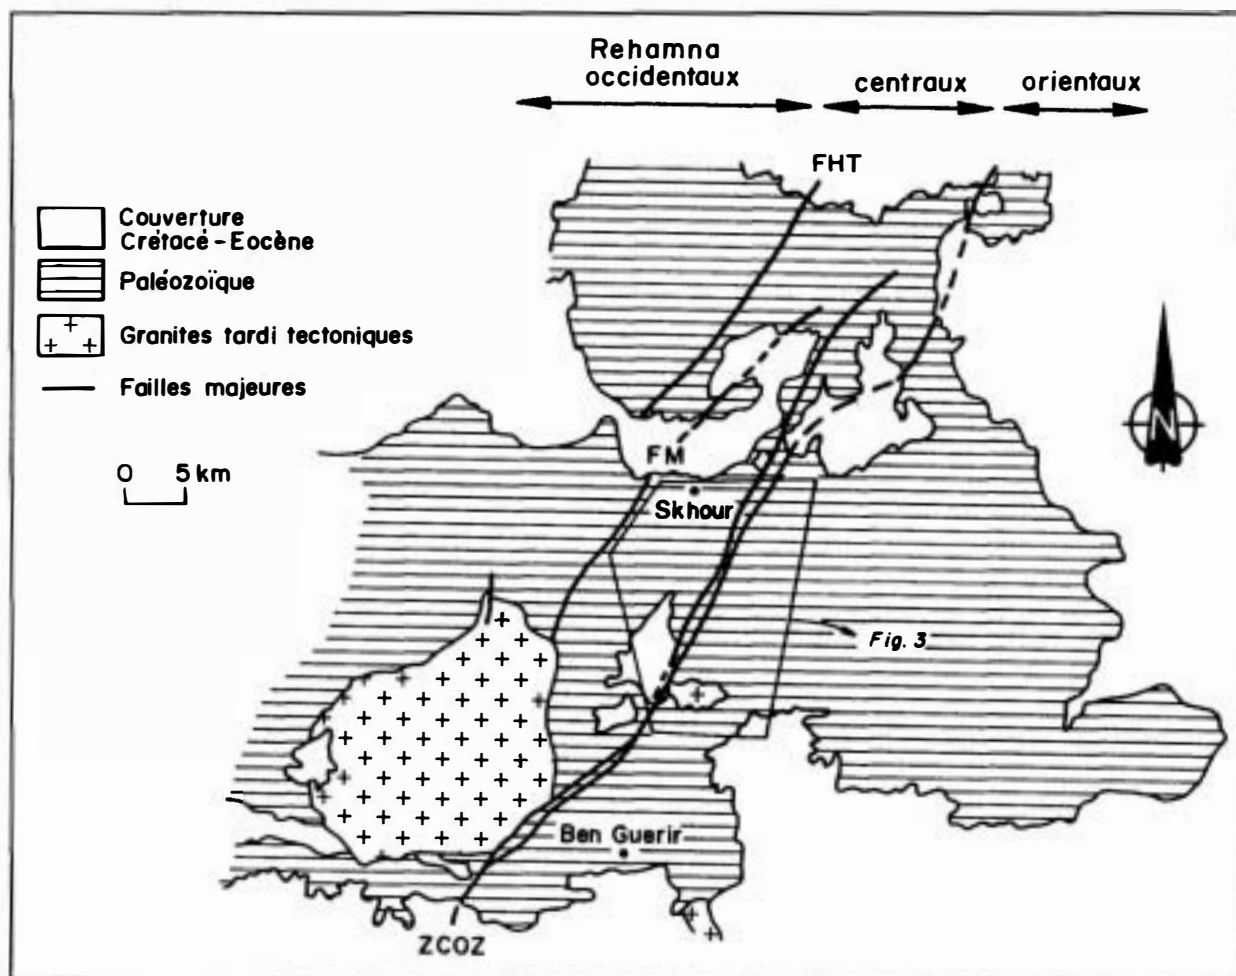 Rehamna
occidentaux
centraux
orientaux
FHT
Couverture
Crétacé-Eocène
Paléozoïque
Granites tardi tectoniques
Failles majeures
0 5 km
N
FM
Skhour
Fig. 3
Ben Guerir
ZCOZ